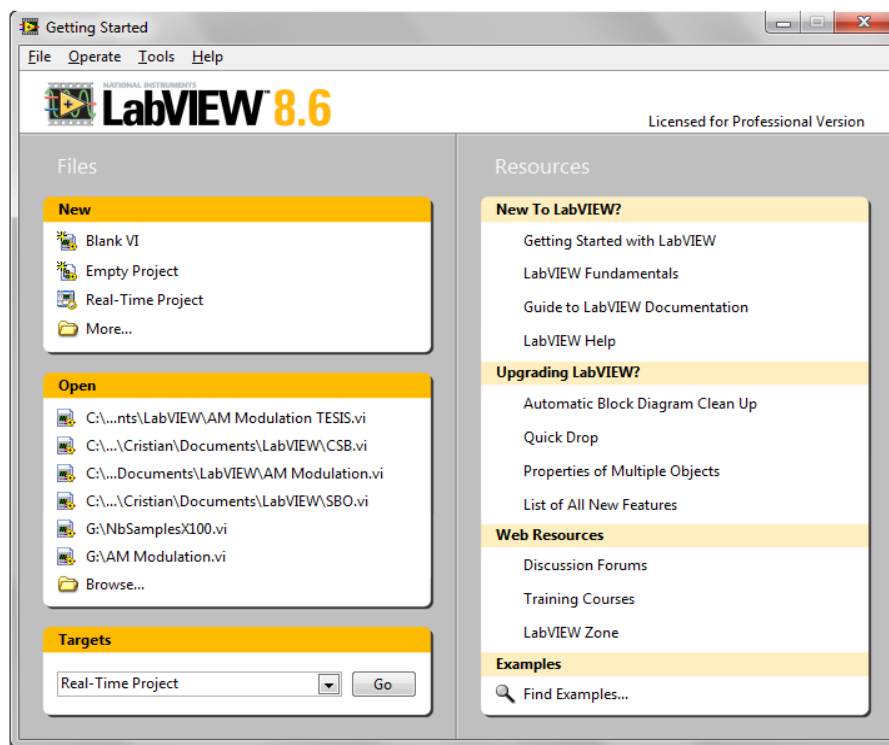 Getting Started
File Operate Tools Help
NATIONAL INSTRUMENTS
LabVIEW™ 8.6
Licensed for Professional Version
Files
New
Blank VI
Empty Project
Real-Time Project
More...
Open
C:\...nts\LabVIEW\AM Modulation TESIS.vi
C:\...\Cristian\Documents\LabVIEW\CSB.vi
C:\...Documents\LabVIEW\AM Modulation.vi
C:\...\Cristian\Documents\LabVIEW\SBO.vi
G:\NbSamplesX100.vi
G:\AM Modulation.vi
Browse...
Targets
Real-Time Project Go
Resources
New To LabVIEW?
Getting Started with LabVIEW
LabVIEW Fundamentals
Guide to LabVIEW Documentation
LabVIEW Help
Upgrading LabVIEW?
Automatic Block Diagram Clean Up
Quick Drop
Properties of Multiple Objects
List of All New Features
Web Resources
Discussion Forums
Training Courses
LabVIEW Zone
Examples
Find Examples...